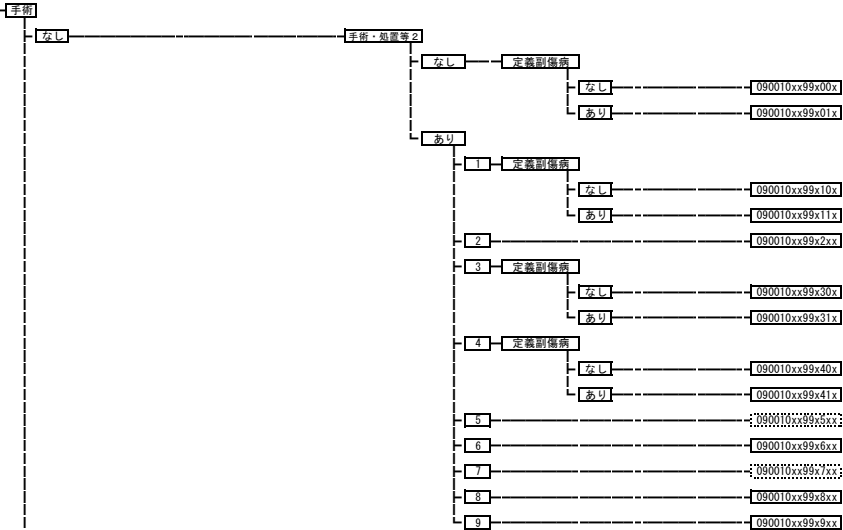 手術
なし 手術・処置等２
なし 定義副傷病
なし 090010xx99x00x
あり 090010xx99x01x
あり
1 定義副傷病
なし 090010xx99x10x
あり 090010xx99x11x
2 090010xx99x2xx
3 定義副傷病
なし 090010xx99x30x
あり 090010xx99x31x
4 定義副傷病
なし 090010xx99x40x
あり 090010xx99x41x
5 090010xx99x5xx
6 090010xx99x6xx
7 090010xx99x7xx
8 090010xx99x8xx
9 090010xx99x9xx